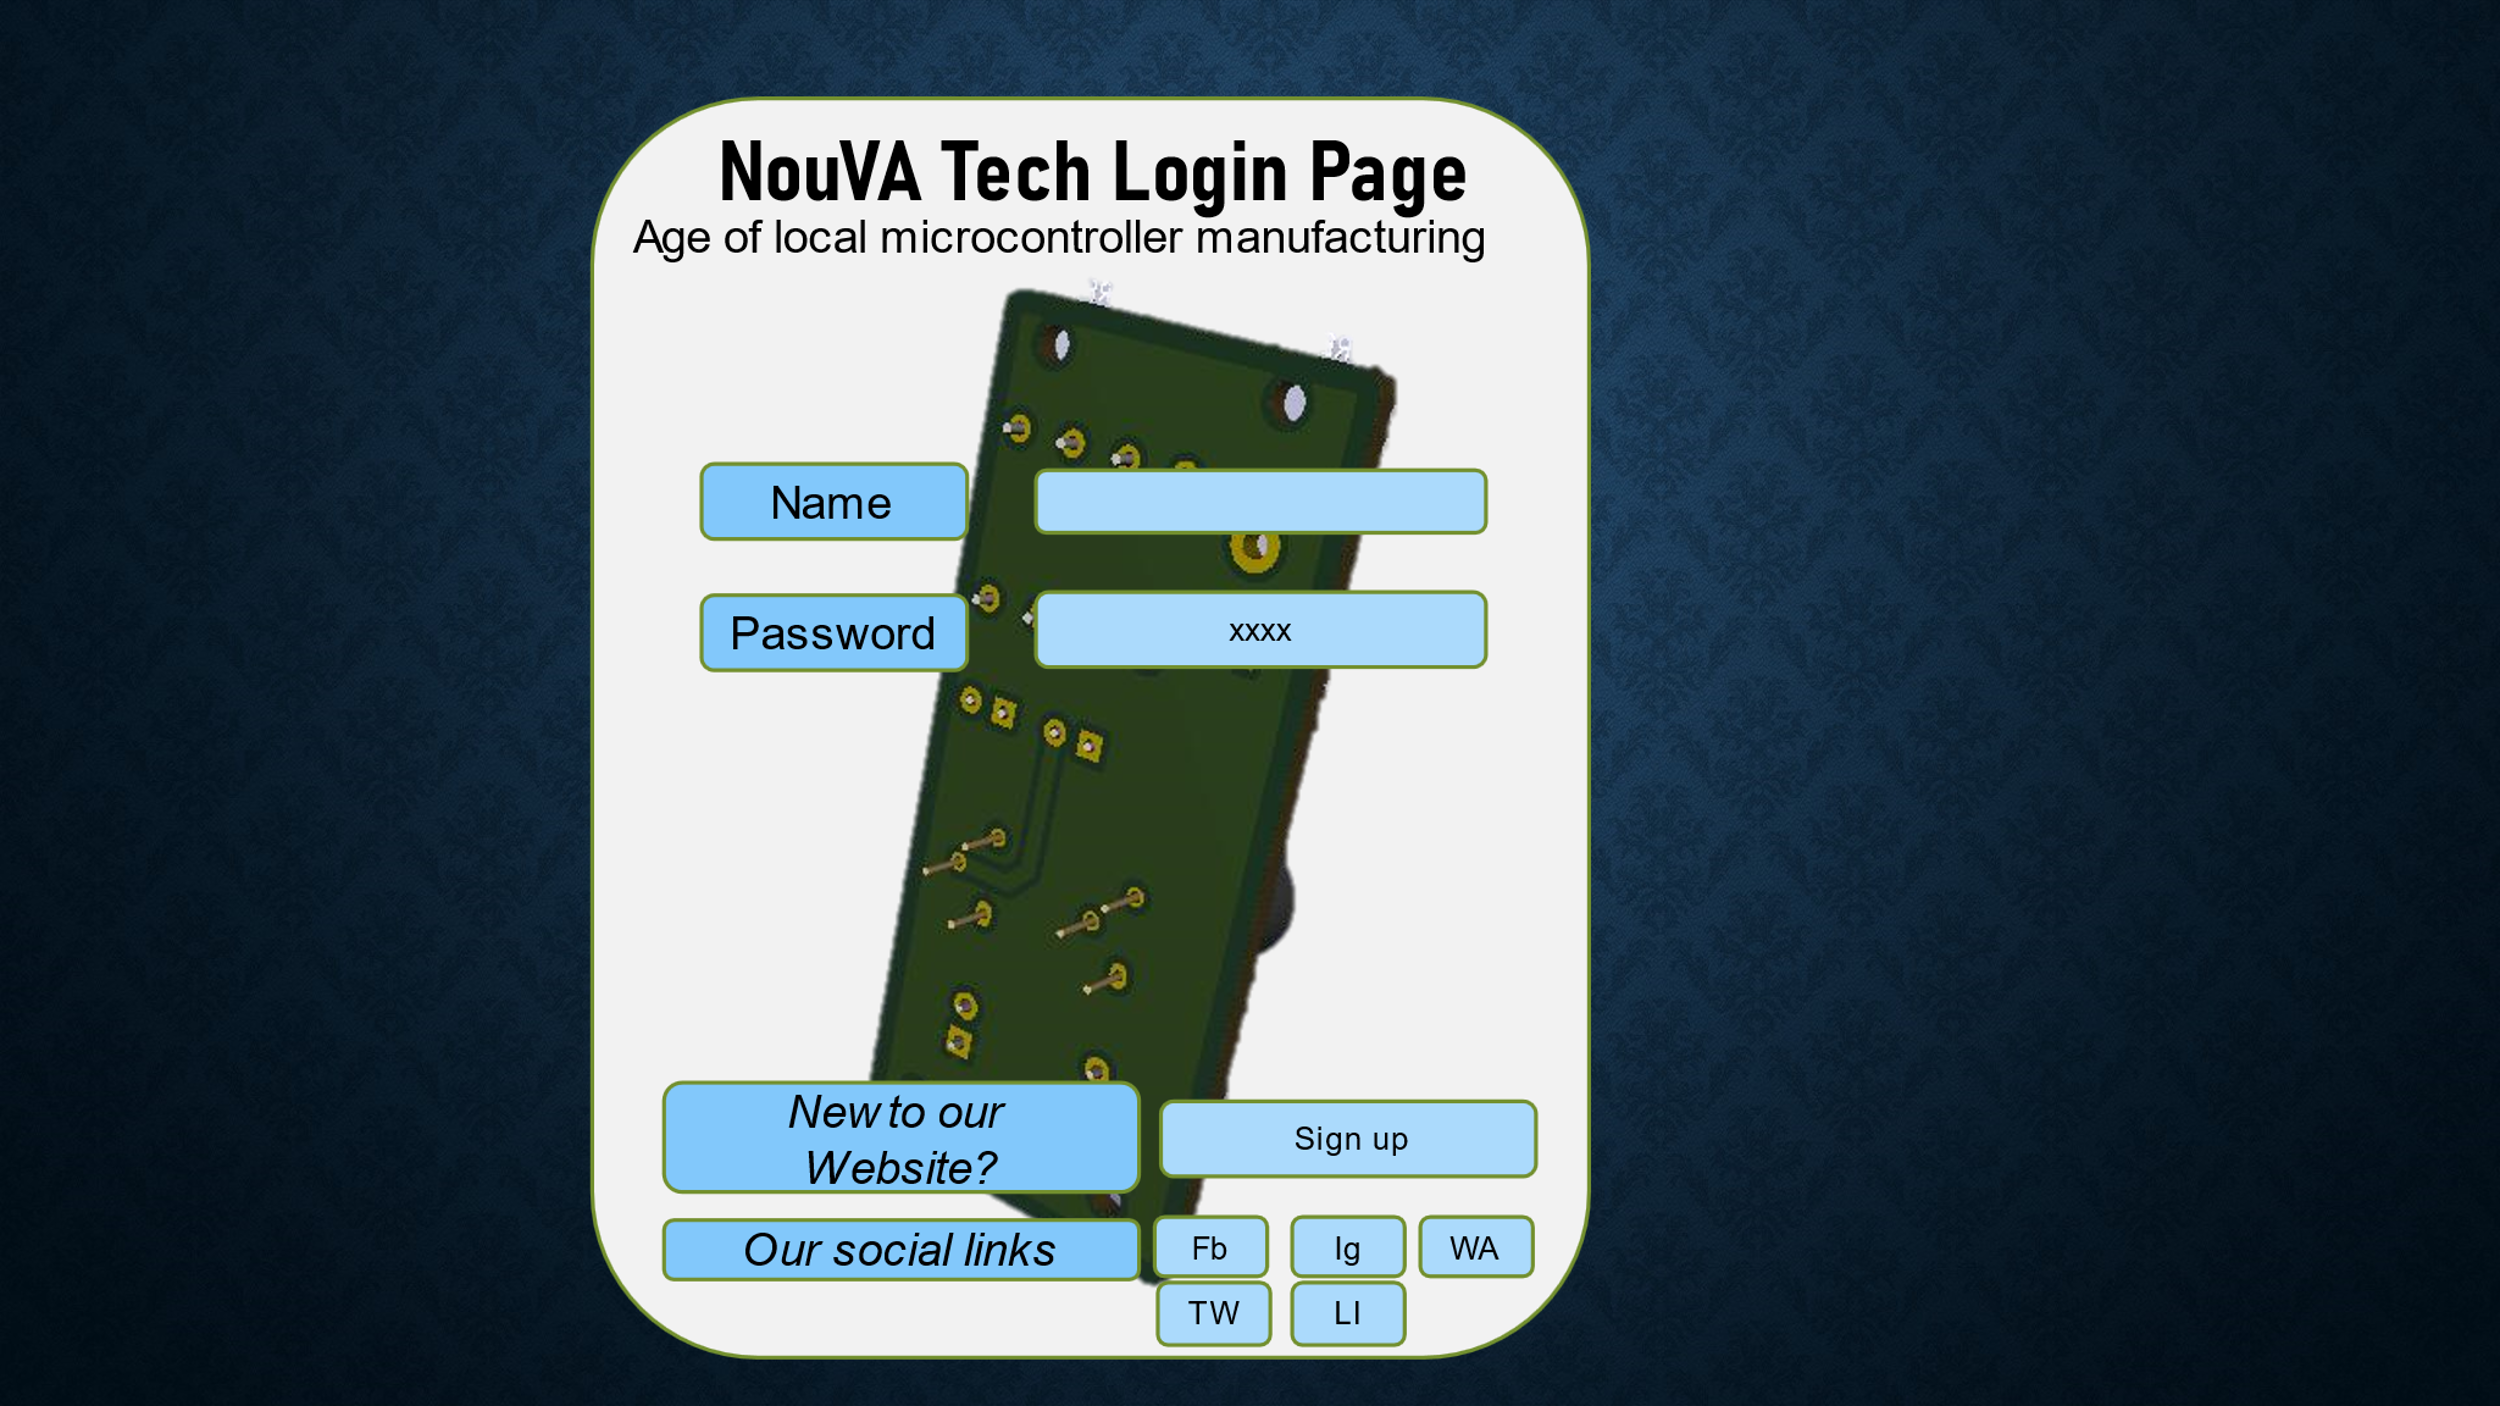 NouVA Tech Login Page
Age of local microcontroller manufacturing
Name
Password
xxxx
New to our
Website?
Sign up
Our social links
Fb
Ig
WA
TW
LI